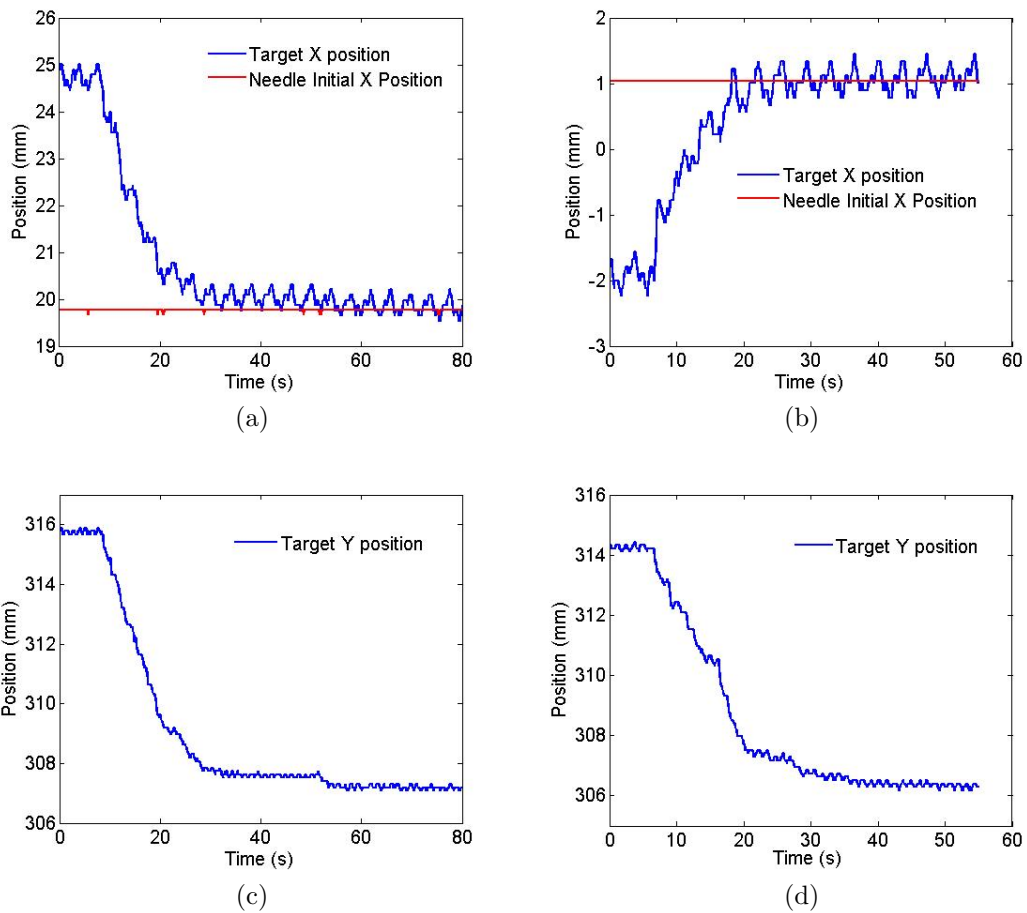 26
25
24
23
22
21
20
19
Position (mm)
Target X position
Needle Initial X Position
0 20 40 60 80
Time (s)
(a)
2
1
0
-1
-2
-3
Position (mm)
Target X position
Needle Initial X Position
0 10 20 30 40 50 60
Time (s)
(b)
316
314
312
310
308
306
Position (mm)
Target Y position
0 20 40 60 80
Time (s)
(c)
316
314
312
310
308
306
Position (mm)
Target Y position
0 10 20 30 40 50 60
Time (s)
(d)